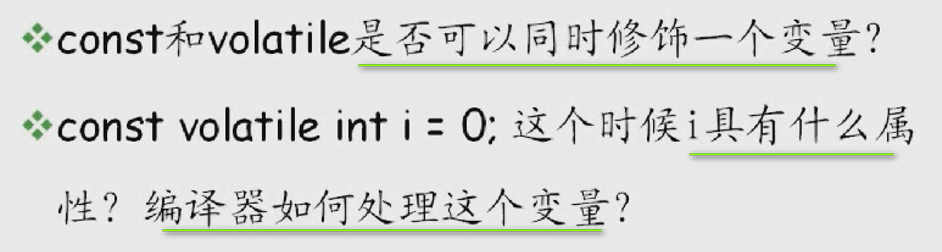 const和volatile是否可以同时修饰一个变量?
const volatile int i = 0; 这个时候i具有什么属
性? 编译器如何处理这个变量?